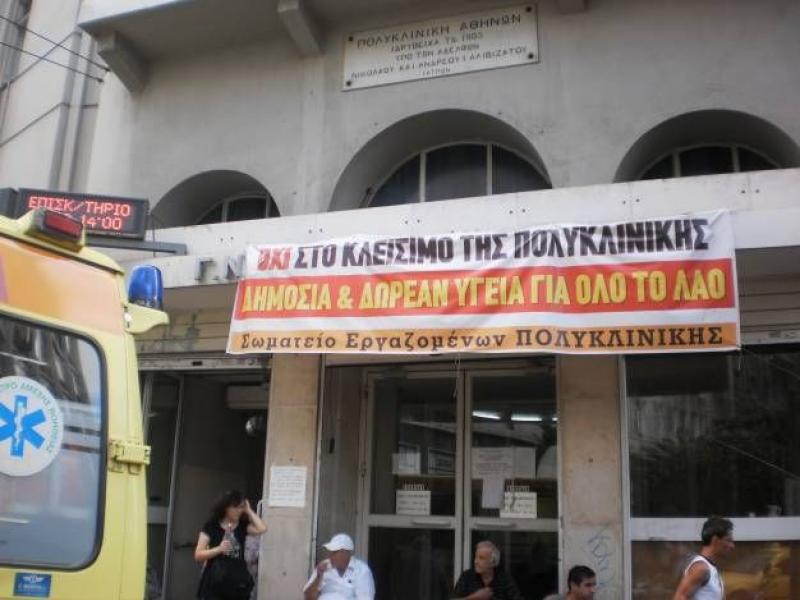 ΠΟΛΥΚΛΙΝΙΚΗ ΑΘΗΝΩΝ
ΙΔΡΥΘΕΙΣΑ ΤΩ 1903
ΥΠΟ ΤΩΝ ΑΔΕΛΦΩΝ
ΝΙΚΟΛΑΟΥ ΚΑΙ ΑΝΔΡΕΟΥ ΑΛΙΒΙΖΑΤΟΥ
ΙΑΤΡΩΝ
ΕΠΙΣΚ/ΤΗΡΙΟ
14:00
Γ.Ν
ΟΧΙ ΣΤΟ ΚΛΕΙΣΙΜΟ ΤΗΣ ΠΟΛΥΚΛΙΝΙΚΗΣ
ΔΗΜΟΣΙΑ & ΔΩΡΕΑΝ ΥΓΕΙΑ ΓΙΑ ΟΛΟ ΤΟ ΛΑΟ
Σωματείο Εργαζομένων ΠΟΛΥΚΛΙΝΙΚΗΣ